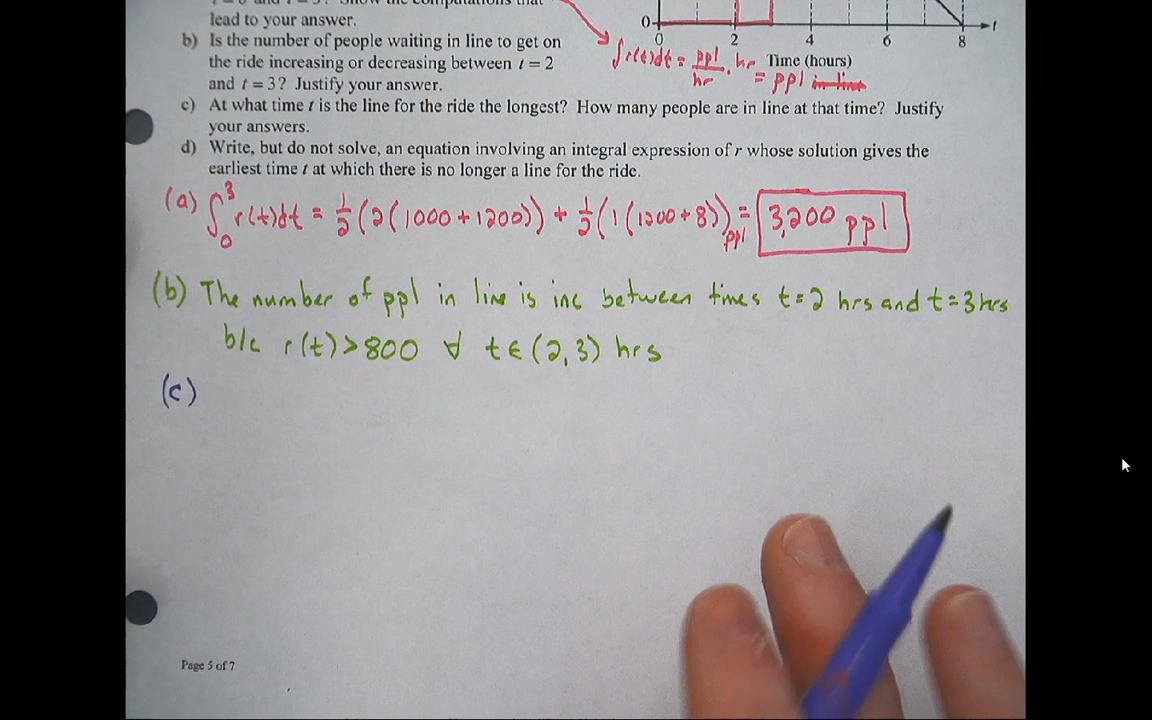 lead to your answer.
b) Is the number of people waiting in line to get on
the ride increasing or decreasing between t = 2
and t = 3? Justify your answer.
c) At what time t is the line for the ride the longest? How many people are in line at that time? Justify
your answers.
d) Write, but do not solve, an equation involving an integral expression of r whose solution gives the
earliest time t at which there is no longer a line for the ride.
0
0 2 4 6 8 t
Time (hours)
∫r(t)dt = ppl/hr · hr
= ppl in line
(a) ∫₀³ r(t)dt = 1/2(2(1000+1200)) + 1/2(1(1200+8)) ppl = 3,200 ppl
(b) The number of ppl in line is inc between times t=2 hrs and t=3hrs
b/c r(t)>800 ∀ t∈(2,3) hrs
(c)
Page 5 of 7